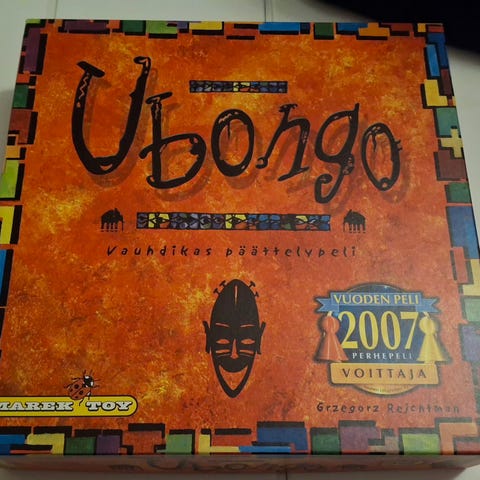 Ubongo
Vauhdikas päättelypeli
VUODEN PELI
2007
PERHEPELI
VOITTAJA
MAREK TOY
Grzegorz Rejchtman